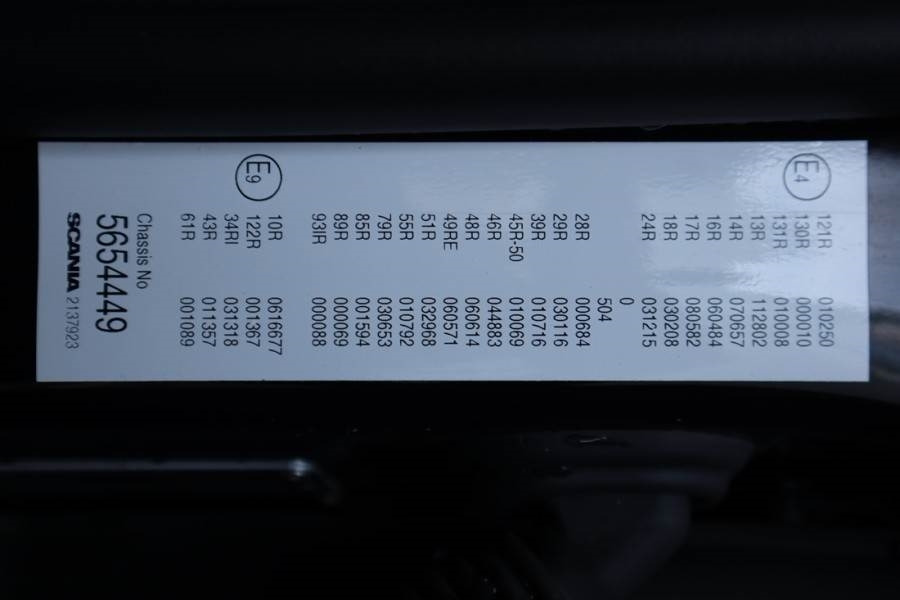 121R 010250
E4 130R 000010
131R 010008
13R 112802
14R 070657
16R 060484
17R 080582
18R 030208
24R 031215
0
504
28R 000684
29R 030116
39R 010716
45R-50 010069
46R 044883
48R 060614
49RE 060571
51R 032968
55R 010792
79R 030653
85R 001594
89R 000069
93IR 000088
10R 0616677
E9 122R 001367
34RI 031318
43R 011357
61R 001089
Chassis No
5654449
SCANIA 2137923